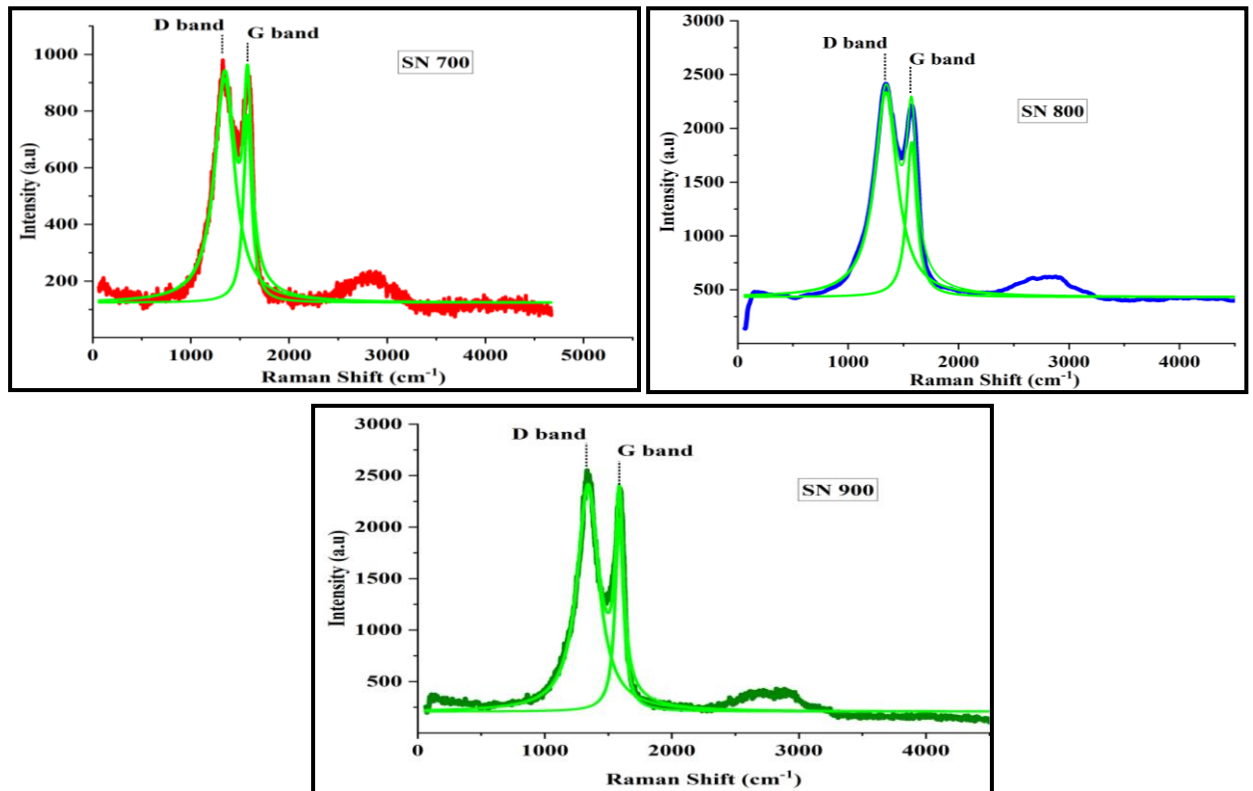 D band
G band
SN 700
Intensity (a.u)
1000
800
600
400
200
0 1000 2000 3000 4000 5000
Raman Shift (cm⁻¹)
D band
G band
SN 800
Intensity (a.u)
3000
2500
2000
1500
1000
500
0
0 1000 2000 3000 4000
Raman Shift (cm⁻¹)
D band
G band
SN 900
Intensity (a.u)
3000
2500
2000
1500
1000
500
0 1000 2000 3000 4000
Raman Shift (cm⁻¹)